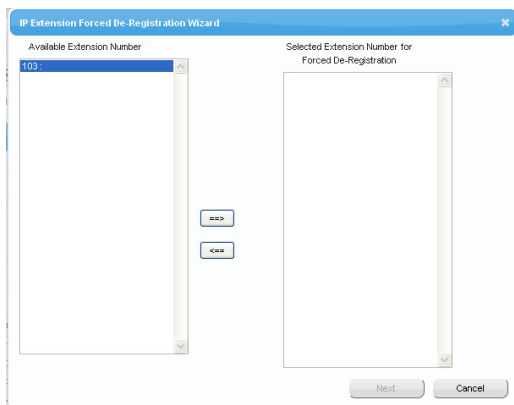 IP Extension Forced De-Registration Wizard
Available Extension Number
Selected Extension Number for
Forced De-Registration
103 :
==>
<==
Next
Cancel